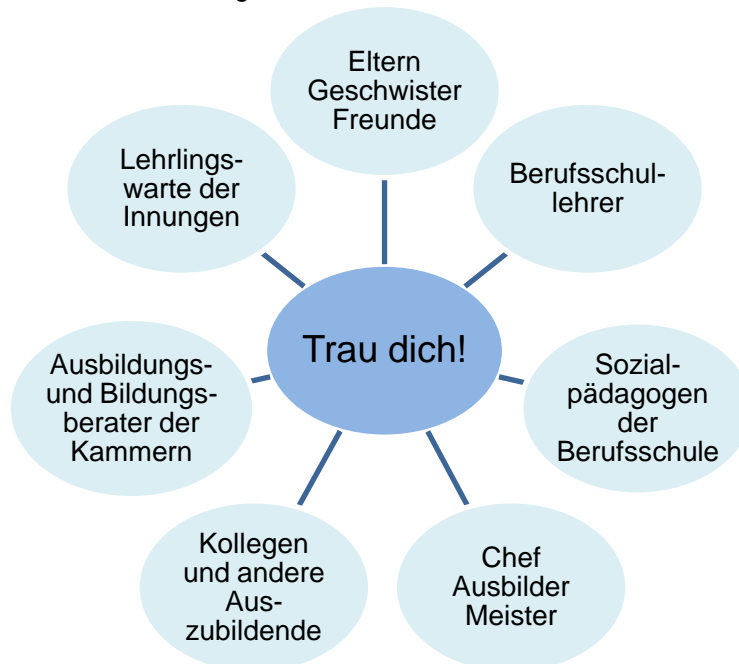 Eltern
Geschwister
Freunde
Berufsschul-
lehrer
Sozial-
pädagogen
der
Berufsschule
Chef
Ausbilder
Meister
Kollegen
und andere
Aus-
zubildende
Ausbildungs-
und Bildungs-
berater der
Kammern
Lehrlings-
warte der
Innungen
Trau dich!